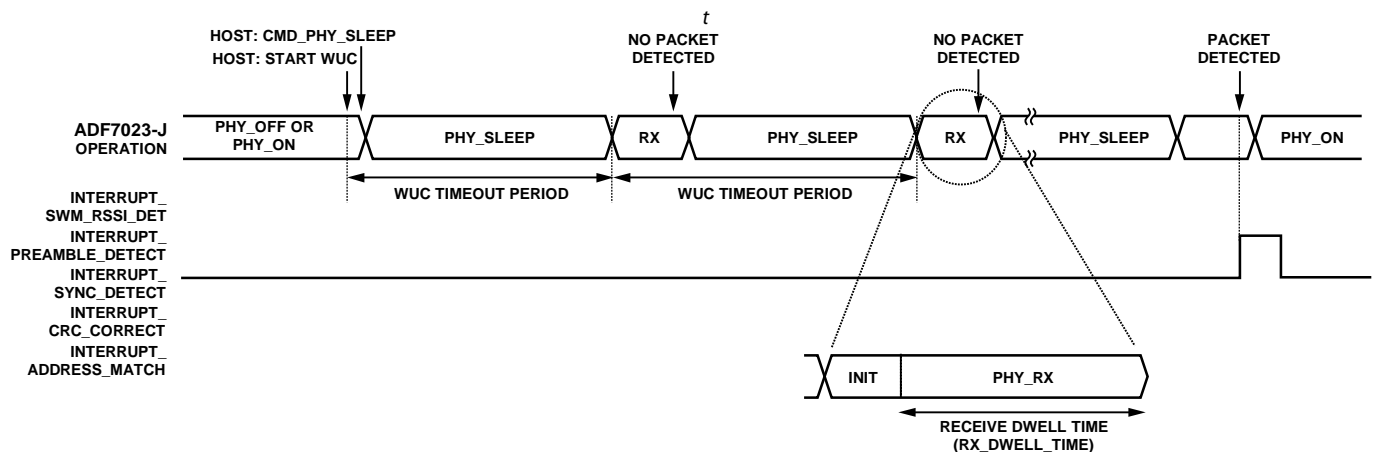 t
HOST: CMD_PHY_SLEEP
HOST: START WUC
NO PACKET
DETECTED
NO PACKET
DETECTED
PACKET
DETECTED
ADF7023-J
OPERATION
PHY_OFF OR
PHY_ON
PHY_SLEEP
RX
PHY_SLEEP
RX
PHY_SLEEP
PHY_ON
WUC TIMEOUT PERIOD
WUC TIMEOUT PERIOD
INTERRUPT_
SWM_RSSI_DET
INTERRUPT_
PREAMBLE_DETECT
INTERRUPT_
SYNC_DETECT
INTERRUPT_
CRC_CORRECT
INTERRUPT_
ADDRESS_MATCH
INIT
PHY_RX
RECEIVE DWELL TIME
(RX_DWELL_TIME)